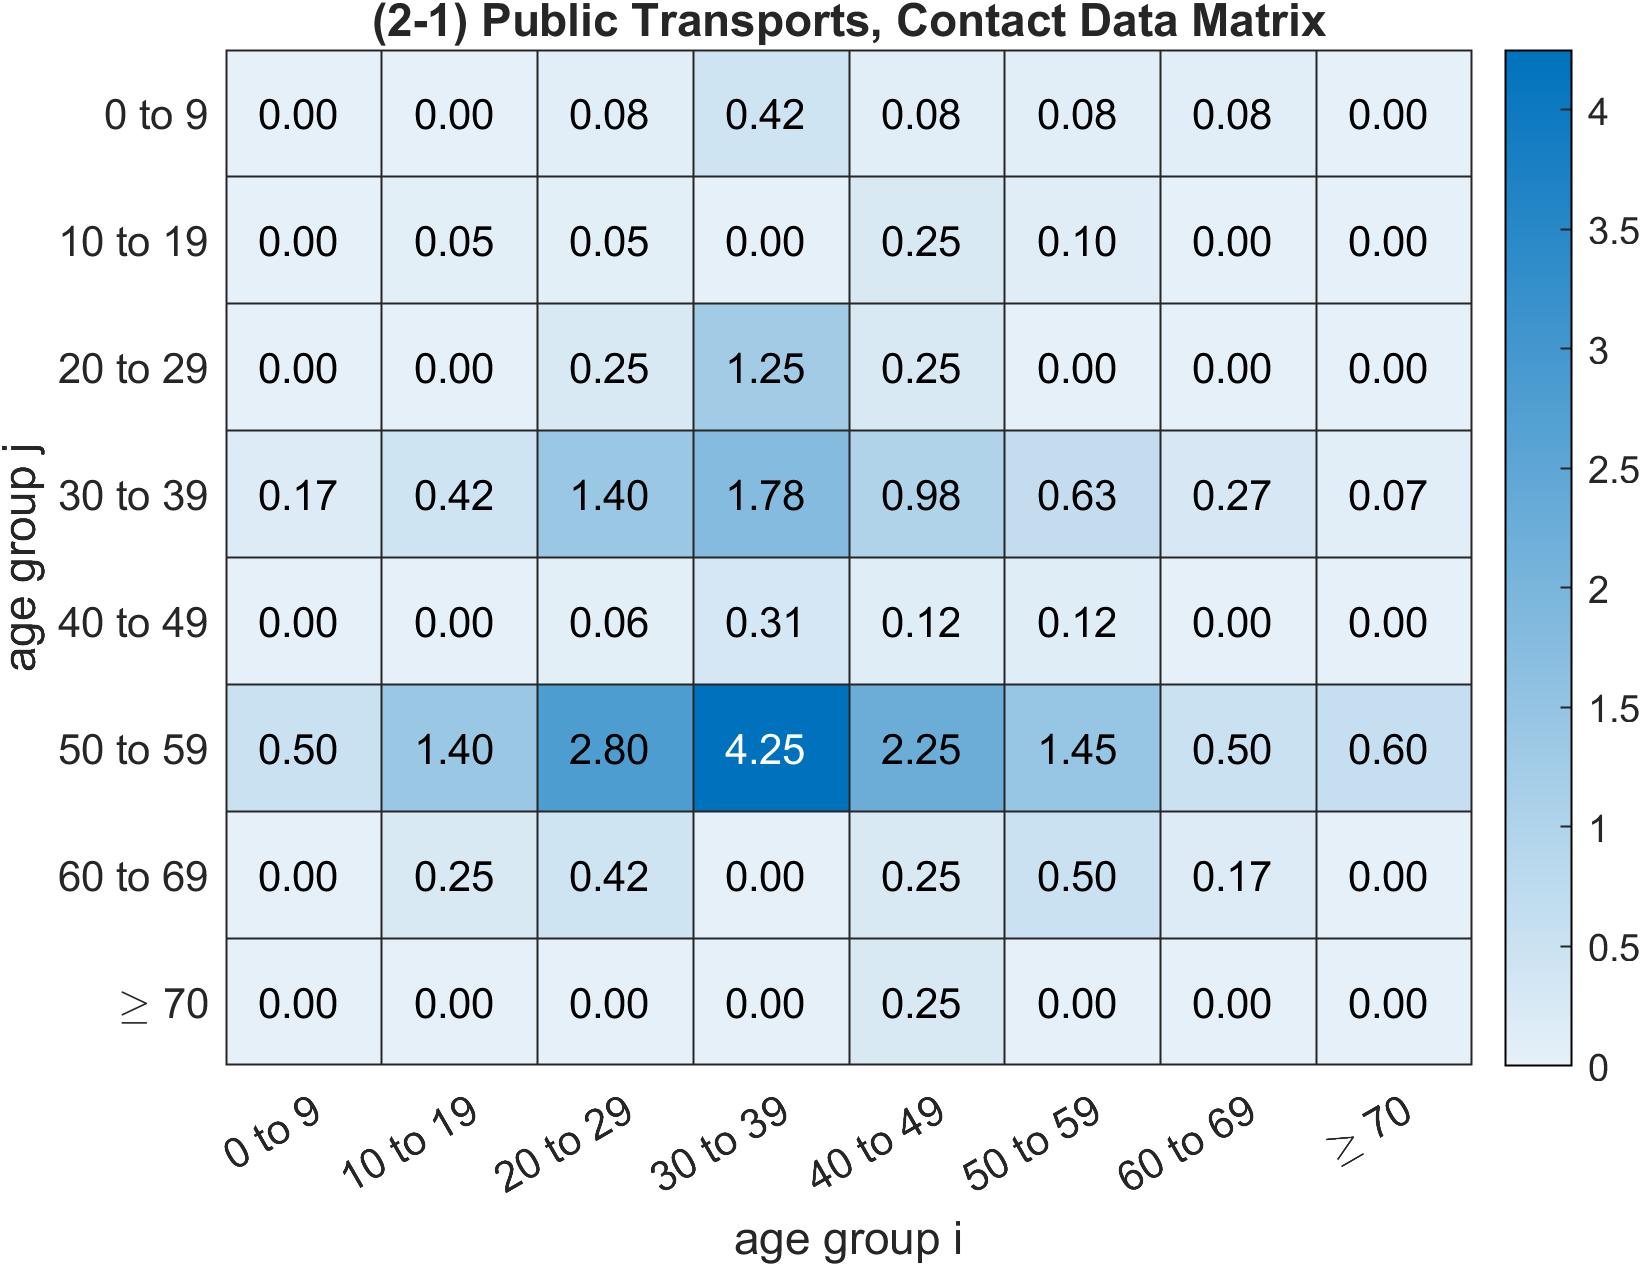 (2-1) Public Transports, Contact Data Matrix
0 to 9 0.00 0.00 0.08 0.42 0.08 0.08 0.08 0.00
10 to 19 0.00 0.05 0.05 0.00 0.25 0.10 0.00 0.00
20 to 29 0.00 0.00 0.25 1.25 0.25 0.00 0.00 0.00
30 to 39 0.17 0.42 1.40 1.78 0.98 0.63 0.27 0.07
40 to 49 0.00 0.00 0.06 0.31 0.12 0.12 0.00 0.00
50 to 59 0.50 1.40 2.80 4.25 2.25 1.45 0.50 0.60
60 to 69 0.00 0.25 0.42 0.00 0.25 0.50 0.17 0.00
≥ 70 0.00 0.00 0.00 0.00 0.25 0.00 0.00 0.00
age group j
0 to 9 10 to 19 20 to 29 30 to 39 40 to 49 50 to 59 60 to 69 ≥ 70
age group i
4
3.5
3
2.5
2
1.5
1
0.5
0